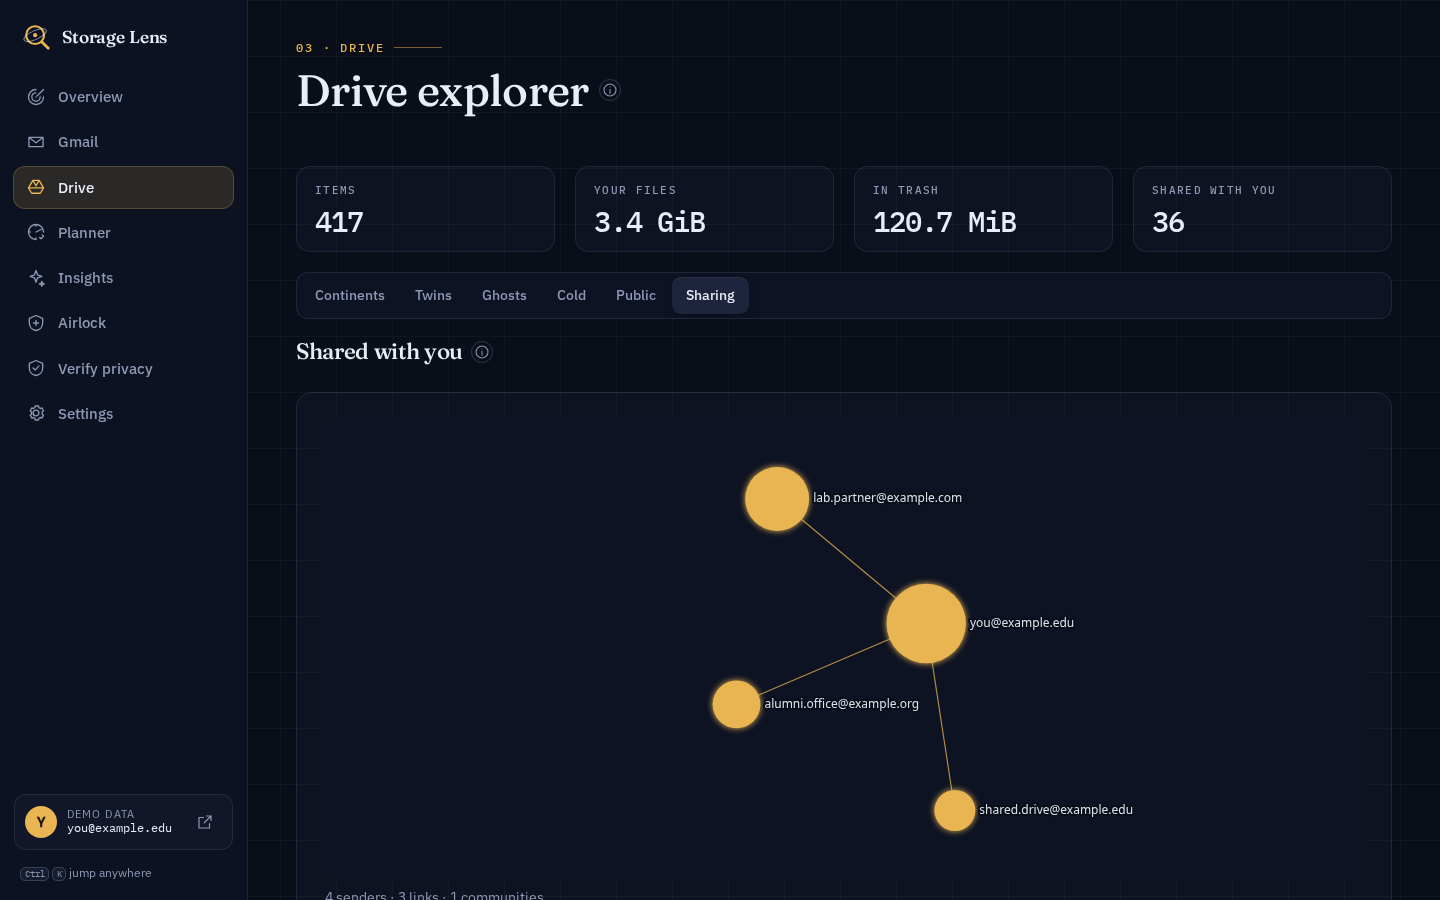 Storage Lens
Overview
Gmail
Drive
Planner
Insights
Airlock
Verify privacy
Settings
Y
DEMO DATA
you@example.edu
Ctrl K jump anywhere
03 · DRIVE
Drive explorer
ITEMS
417
YOUR FILES
3.4 GiB
IN TRASH
120.7 MiB
SHARED WITH YOU
36
Continents Twins Ghosts Cold Public Sharing
Shared with you
lab.partner@example.com
you@example.edu
alumni.office@example.org
shared.drive@example.edu
4 senders · 3 links · 1 communities